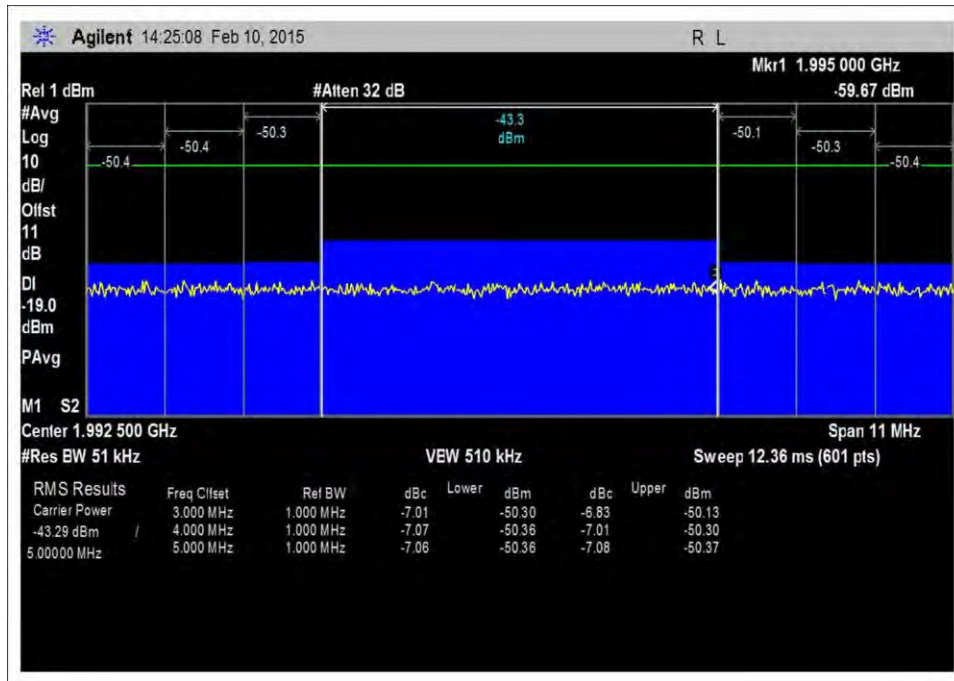 Agilent 14:25:08 Feb 10, 2015 R L
Mkr1 1.995 000 GHz
Rel 1 dBm #Atten 32 dB -59.67 dBm
#Avg
Log
10
dB/
Offst
11
dB
DI
-19.0
dBm
PAvg
M1 S2
-50.4 -50.4 -50.3 -43.3 dBm -50.1 -50.3 -50.4
Center 1.992 500 GHz Span 11 MHz
#Res BW 51 kHz VEW 510 kHz Sweep 12.36 ms (601 pts)
RMS Results Freq Clfset Ref BW dBc Lower dBm dBc Upper dBm
Carrier Power 3.000 MHz 1.000 MHz -7.01 -50.30 -6.83 -50.13
-43.29 dBm / 4.000 MHz 1.000 MHz -7.07 -50.36 -7.01 -50.30
5.00000 MHz 5.000 MHz 1.000 MHz -7.06 -50.36 -7.08 -50.37